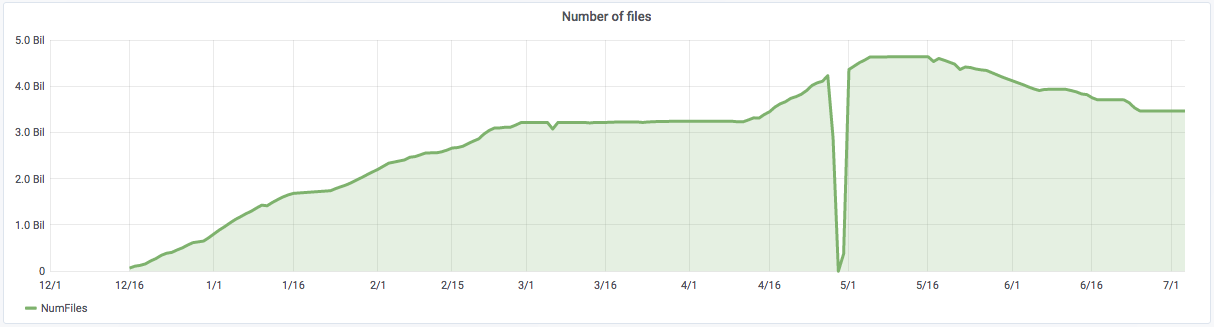 Number of files
5.0 Bil
4.0 Bil
3.0 Bil
2.0 Bil
1.0 Bil
0
12/1 12/16 1/1 1/16 2/1 2/15 3/1 3/16 4/1 4/16 5/1 5/16 6/1 6/16 7/1
NumFiles